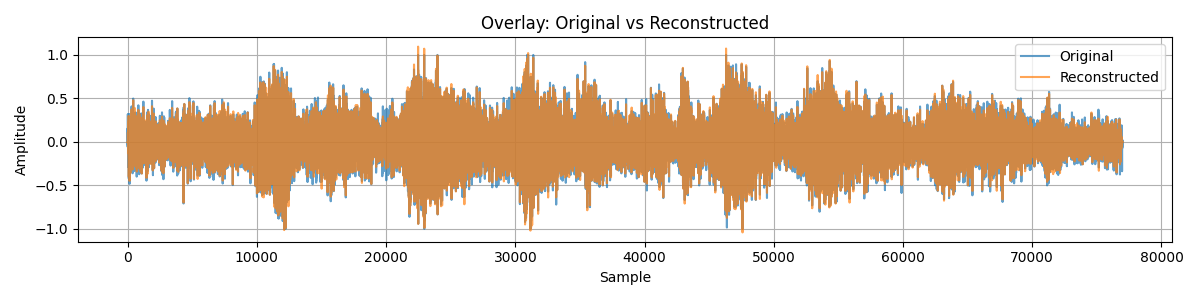 Overlay: Original vs Reconstructed
Original
Reconstructed
Amplitude
1.0
0.5
0.0
−0.5
−1.0
0 10000 20000 30000 40000 50000 60000 70000 80000
Sample